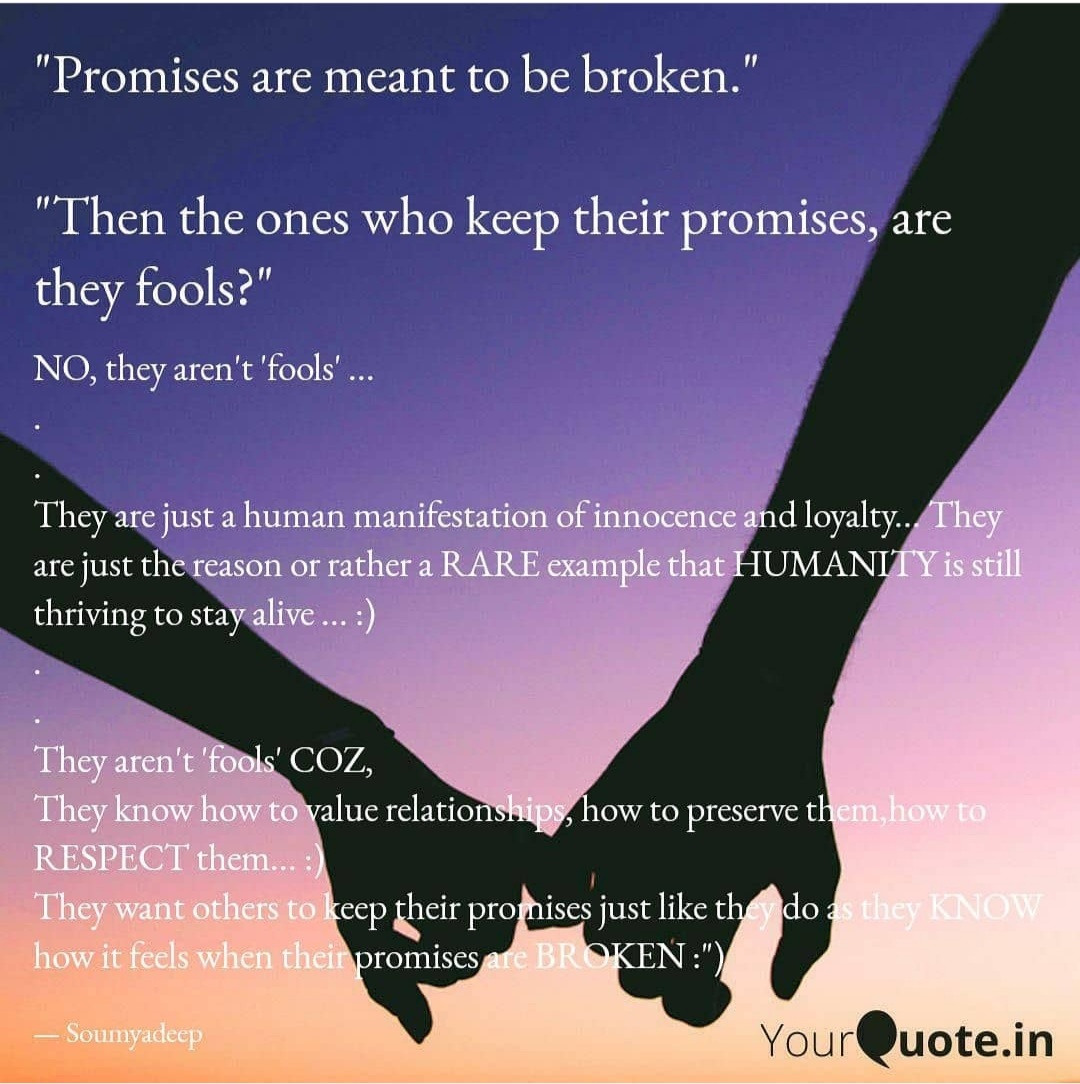 "Promises are meant to be broken."
"Then the ones who keep their promises, are
they fools?"
NO, they aren't 'fools' ...
.
.
They are just a human manifestation of innocence and loyalty... They
are just the reason or rather a RARE example that HUMANITY is still
thriving to stay alive ... :)
.
.
They aren't 'fools' COZ,
They know how to value relationships, how to preserve them,how to
RESPECT them... :)
They want others to keep their promises just like they do as they KNOW
how it feels when their promises are BROKEN :")
— Soumyadeep
YourQuote.in